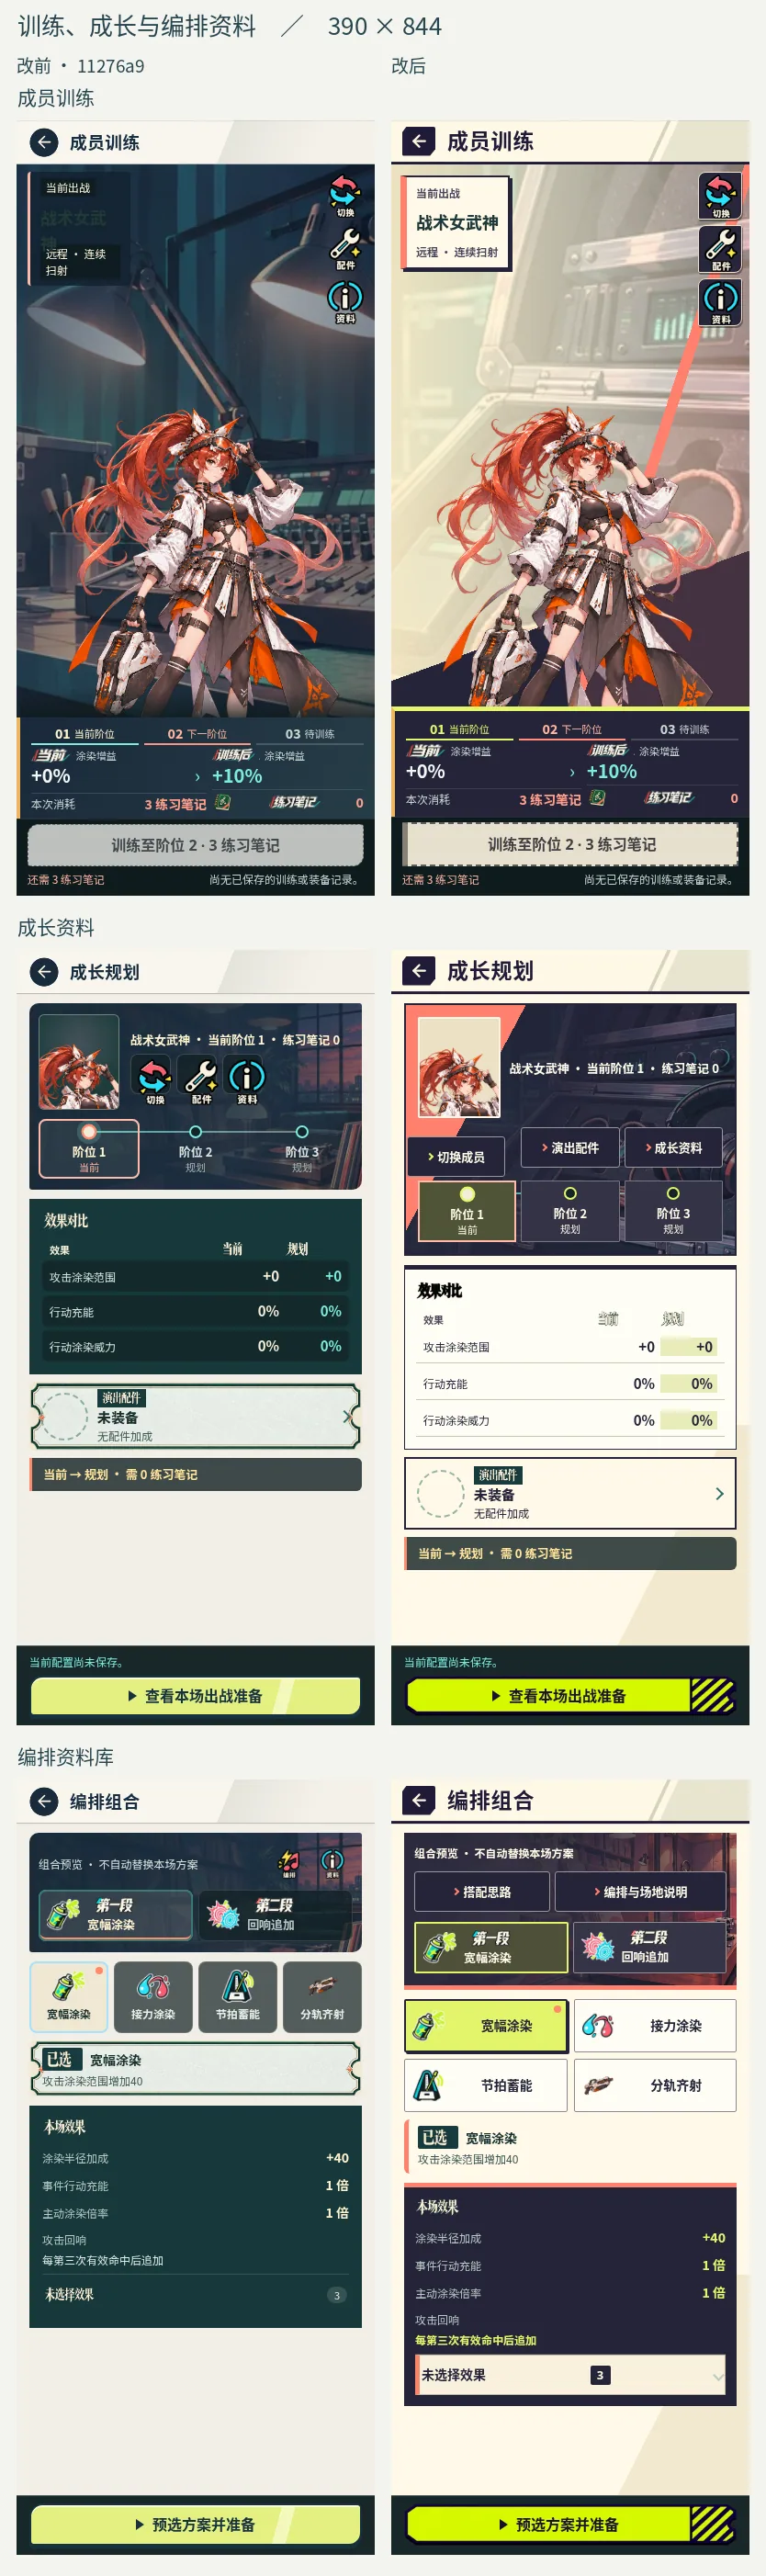 训练、成长与编排资料 ／ 390 × 844
改前 · 11276a9
改后
成员训练
成员训练
当前出战
战术女武神
远程 · 连续扫射
切换
配件
资料
01 当前阶位
02 下一阶位
03 待训练
当前 涂染增益
训练后 涂染增益
+0%
› +10%
本次消耗
3 练习笔记
练习笔记 0
训练至阶位 2 · 3 练习笔记
还需 3 练习笔记
尚无已保存的训练或装备记录。
成员训练
当前出战
战术女武神
远程 · 连续扫射
切换
配件
资料
01 当前阶位
02 下一阶位
03 待训练
当前 涂染增益
训练后 涂染增益
+0%
› +10%
本次消耗
3 练习笔记
练习笔记 0
训练至阶位 2 · 3 练习笔记
还需 3 练习笔记
尚无已保存的训练或装备记录。
成长资料
成长规划
战术女武神 · 当前阶位 1 · 练习笔记 0
切换
配件
资料
阶位 1
当前
阶位 2
规划
阶位 3
规划
效果对比
效果 当前 规划
攻击涂染范围 +0 +0
行动充能 0% 0%
行动涂染威力 0% 0%
演出配件
未装备
无配件加成
当前 → 规划 · 需 0 练习笔记
当前配置尚未保存。
查看本场出战准备
成长规划
战术女武神 · 当前阶位 1 · 练习笔记 0
切换成员
演出配件
成长资料
阶位 1
当前
阶位 2
规划
阶位 3
规划
效果对比
效果 当前 规划
攻击涂染范围 +0 +0
行动充能 0% 0%
行动涂染威力 0% 0%
演出配件
未装备
无配件加成
当前 → 规划 · 需 0 练习笔记
当前配置尚未保存。
查看本场出战准备
编排资料库
编排组合
组合预览 · 不自动替换本场方案
资料
第一段
宽幅涂染
第二段
回响追加
宽幅涂染
接力涂染
节拍蓄能
分轨齐射
已选 宽幅涂染
攻击涂染范围增加40
本场效果
涂染半径加成 +40
事件行动充能 1 倍
主动涂染倍率 1 倍
攻击回响
每第三次有效命中后追加
未选择效果 3
预选方案并准备
编排组合
组合预览 · 不自动替换本场方案
搭配思路
编排与场地说明
第一段
宽幅涂染
第二段
回响追加
宽幅涂染
接力涂染
节拍蓄能
分轨齐射
已选 宽幅涂染
攻击涂染范围增加40
本场效果
涂染半径加成 +40
事件行动充能 1 倍
主动涂染倍率 1 倍
攻击回响
每第三次有效命中后追加
未选择效果 3
预选方案并准备